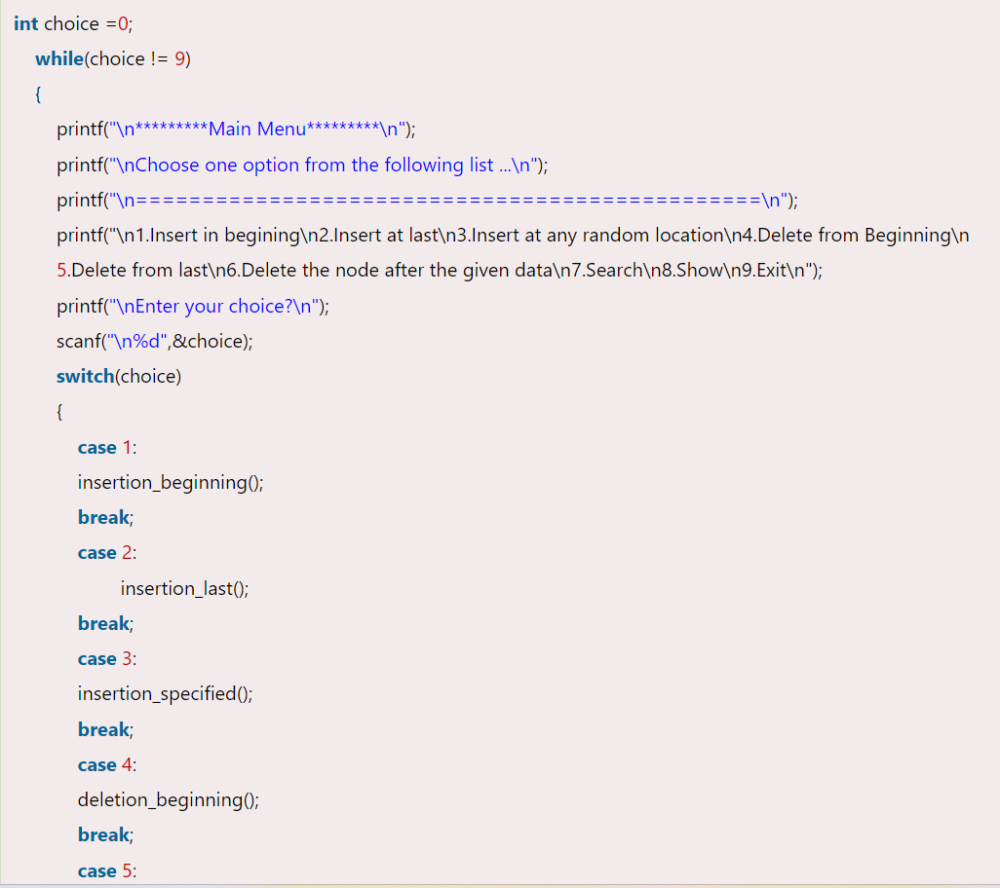 int choice =0;
while(choice != 9)
{
printf("\n*********Main Menu*********\n");
printf("\nChoose one option from the following list ...\n");
printf("\n===============================================\n");
printf("\n1.Insert in begining\n2.Insert at last\n3.Insert at any random location\n4.Delete from Beginning\n
5.Delete from last\n6.Delete the node after the given data\n7.Search\n8.Show\n9.Exit\n");
printf("\nEnter your choice?\n");
scanf("\n%d",&choice);
switch(choice)
{
case 1:
insertion_beginning();
break;
case 2:
insertion_last();
break;
case 3:
insertion_specified();
break;
case 4:
deletion_beginning();
break;
case 5: